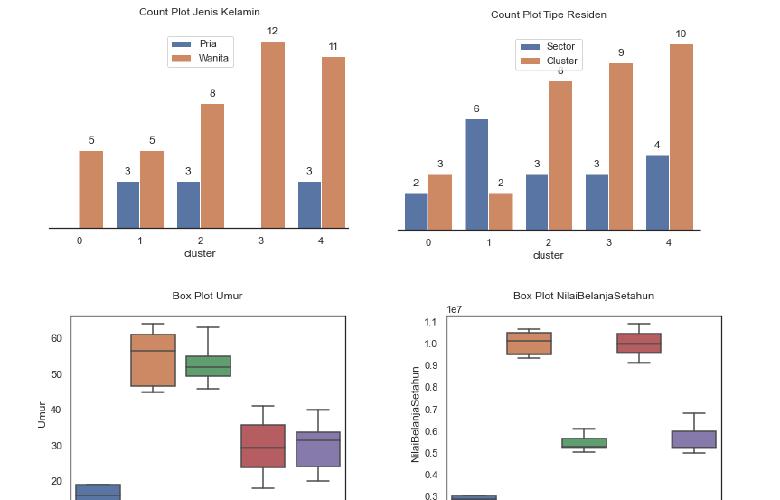 Count Plot Jenis Kelamin
Pria
Wanita
5
3
5
3
8
12
3
11
0 1 2 3 4
cluster
Count Plot Tipe Residen
Sector
Cluster
2
3
6
2
3
3
9
4
10
0 1 2 3 4
cluster
Box Plot Umur
Umur
60
50
40
30
20
Box Plot NilaiBelanjaSetahun
1e7
NilaiBelanjaSetahun
1.1
1.0
0.9
0.8
0.7
0.6
0.5
0.4
0.3